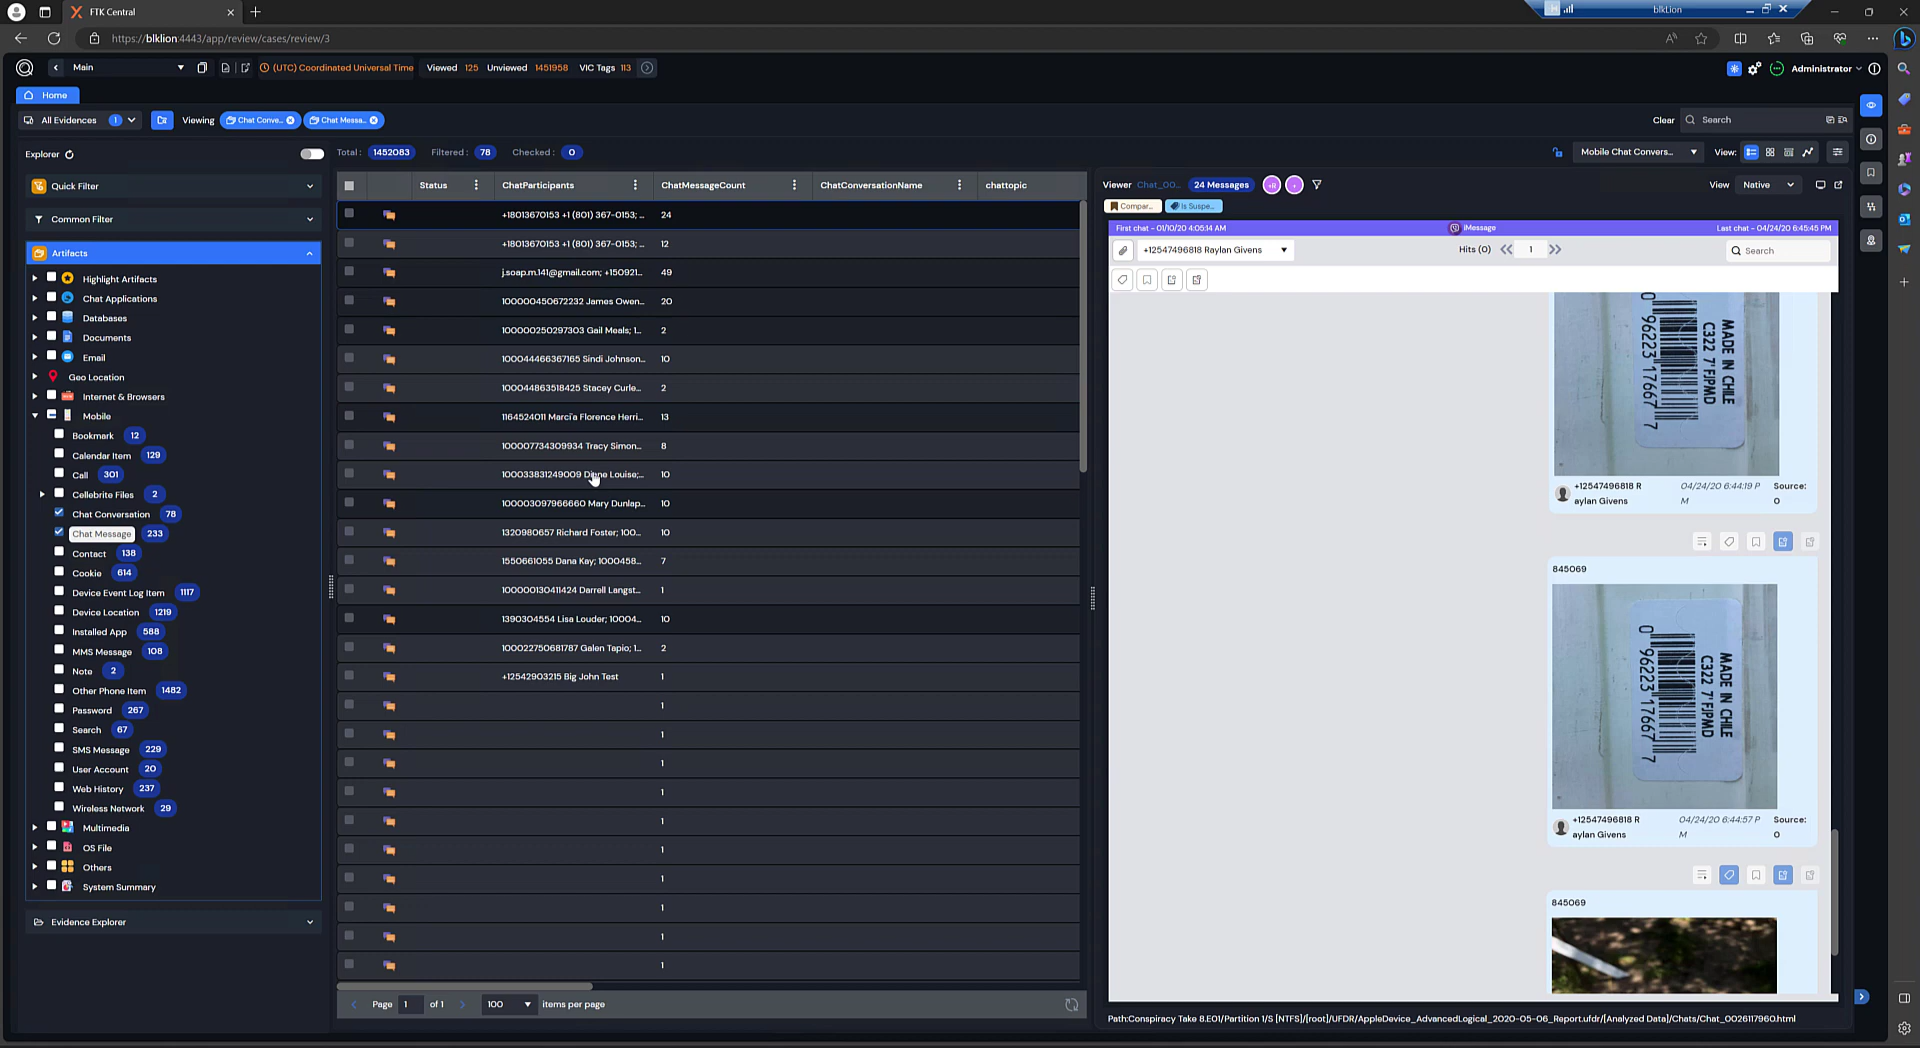 FTK Central
blkLion
https://blklion:4443/app/review/cases/review/3
Main
(UTC) Coordinated Universal Time
Viewed 125 Unviewed 1451958 VIC Tags 113
Administrator
Home
All Evidences 1
Viewing
Chat Conve...
Chat Messa...
Clear
Search
Explorer
Total : 1452083 Filtered : 78 Checked : 0
Mobile Chat Convers...
View:
Quick Filter
Common Filter
Artifacts
Highlight Artifacts
Chat Applications
Databases
Documents
Email
Geo Location
Internet & Browsers
Mobile
Bookmark 12
Calendar Item 129
Call 301
Cellebrite Files 2
Chat Conversation 78
Chat Message 233
Contact 138
Cookie 614
Device Event Log Item 1117
Device Location 1219
Installed App 588
MMS Message 108
Note 2
Other Phone Item 1482
Password 267
Search 67
SMS Message 229
User Account 20
Web History 237
Wireless Network 29
Multimedia
OS File
Others
System Summary
Evidence Explorer
Status ChatParticipants ChatMessageCount ChatConversationName chattopic
+18013670153 +1 (801) 367-0153; ... 24
+18013670153 +1 (801) 367-0153; ... 12
j.soap.m.141@gmail.com; +150921... 49
100000450672232 James Owen... 20
100000250297303 Gail Meals; 1... 2
100044466367165 Sindi Johnson... 10
100044863518425 Stacey Curle... 2
1164524011 Marci'a Florence Herri... 13
100007734309934 Tracy Simon... 8
100033831249009 Diane Louise;... 10
100003097966660 Mary Dunlap... 10
1320980657 Richard Foster; 100... 10
1550661055 Dana Kay; 1000458... 7
100000130411424 Darrell Langst... 1
1390304554 Lisa Louder; 10004... 10
100022750681787 Galen Tapio; 1... 2
+12542903215 Big John Test 1
1
1
1
1
1
1
1
1
1
1
Page 1 of 1 100 items per page
Viewer Chat_00... 24 Messages
+R
+
View Native
Compar...
Is Suspe...
First chat - 01/10/20 4:05:14 AM
iMessage
Last chat - 04/24/20 6:45:45 PM
+12547496818 Raylan Givens
Hits (0) 1
Search
MADE IN CHILE
C322 7' FJPMD
0 96223 17667 7
+12547496818 R
aylan Givens
04/24/20 6:44:19 P
M
Source:
0
845069
MADE IN CHILE
C322 7' FJPMD
0 96223 17667 7
+12547496818 R
aylan Givens
04/24/20 6:44:57 P
M
Source:
0
845069
Path:Conspiracy Take 8.E01/Partition 1/S [NTFS]/[root]/UFDR/AppleDevice_AdvancedLogical_2020-05-06_Report.ufdr/[Analyzed Data]/Chats/Chat_0026117960.html